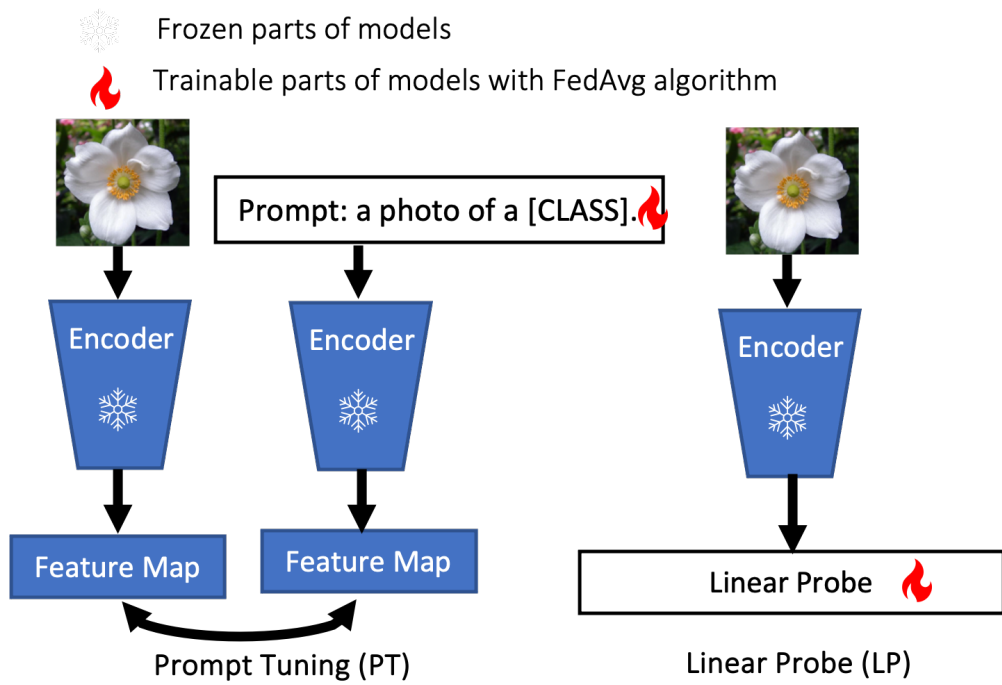 Frozen parts of models
Trainable parts of models with FedAvg algorithm
Prompt: a photo of a [CLASS].
Encoder
Encoder
Encoder
Feature Map
Feature Map
Linear Probe
Prompt Tuning (PT)
Linear Probe (LP)